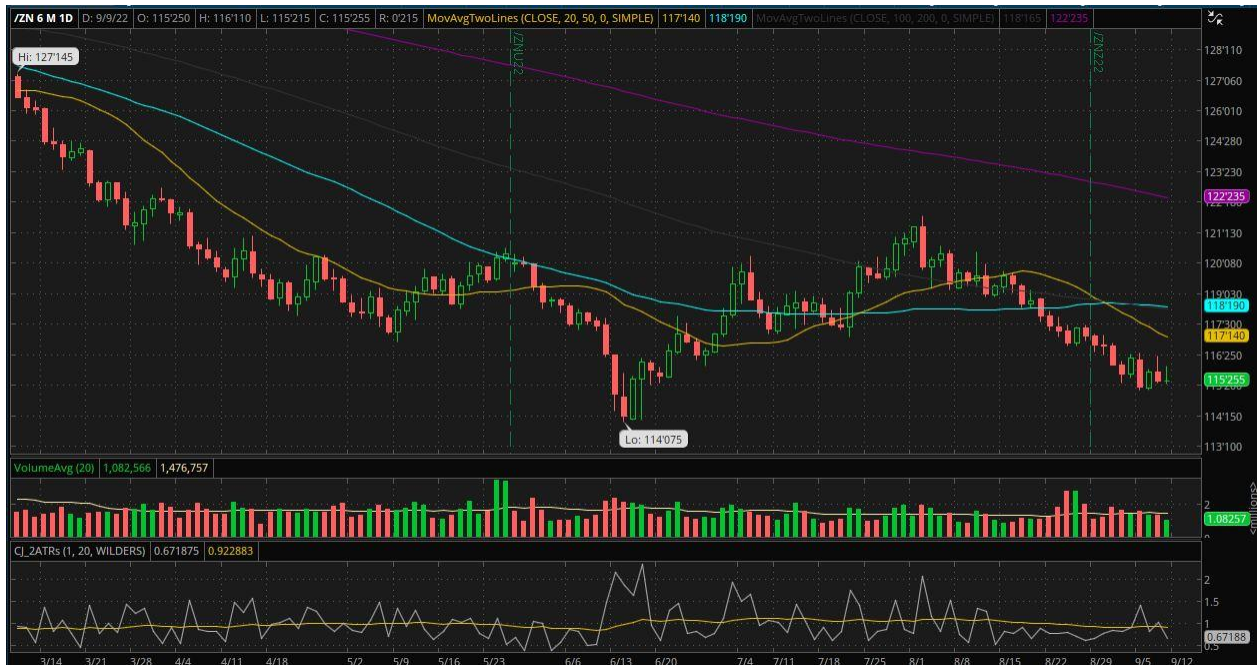 /ZN 6 M 1D D: 9/9/22 O: 115'250 H: 116'110 L: 115'215 C: 115'255 R: 0'215 MovAvgTwoLines (CLOSE, 20, 50, 0, SIMPLE) 117'140 118'190 MovAvgTwoLines (CLOSE, 100, 200, 0, SIMPLE) 118'165 122'235
/ZNU22
/ZNZ22
Hi: 127'145
128'110
127'060
126'010
124'280
123'230
122'235
121'130
120'080
119'030
118'190
117'300
117'140
116'250
115'255
114'150
113'100
Lo: 114'075
VolumeAvg (20) 1,082,566 1,476,757
2
1.08257
0
<millions>
CJ_2ATRs (1, 20, WILDERS) 0.671875 0.922883
2
1.5
1
0.67188
0.5
3/14 3/21 3/28 4/4 4/11 4/18 5/2 5/9 5/16 5/23 6/6 6/13 6/20 7/4 7/11 7/18 7/25 8/1 8/8 8/15 8/22 8/29 9/5 9/12